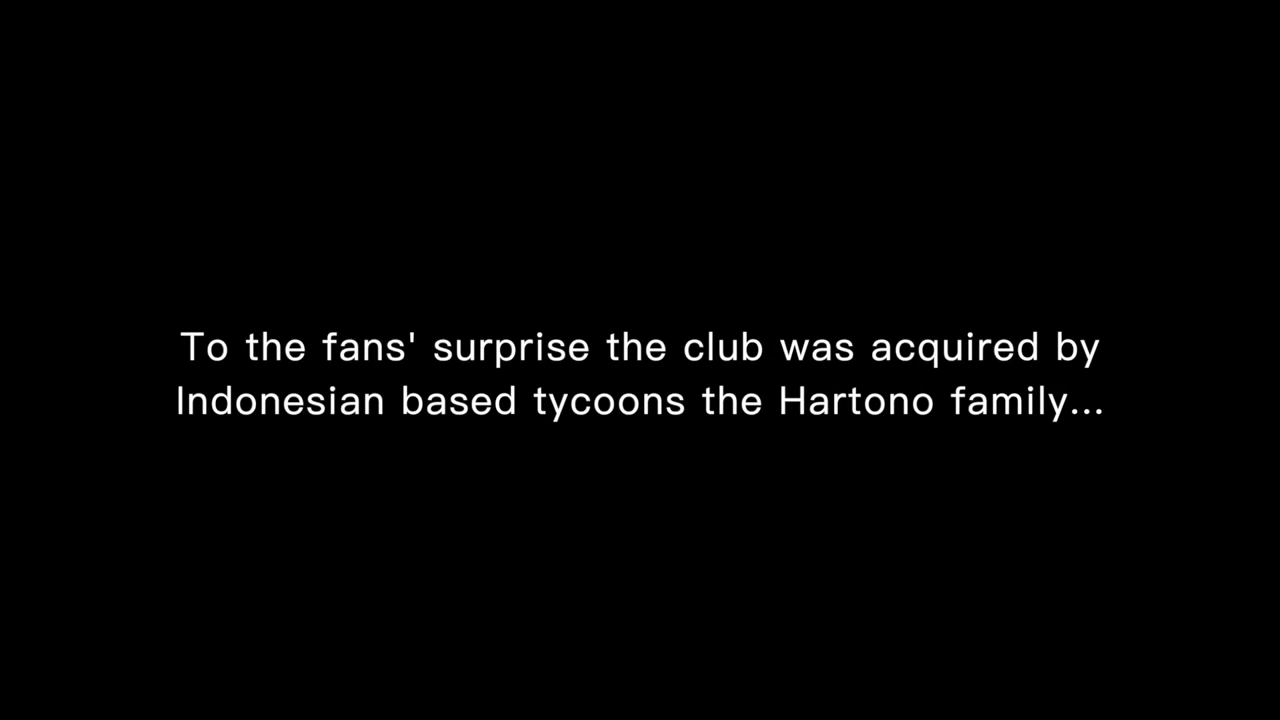 To the fans' surprise the club was acquired by
Indonesian based tycoons the Hartono family...